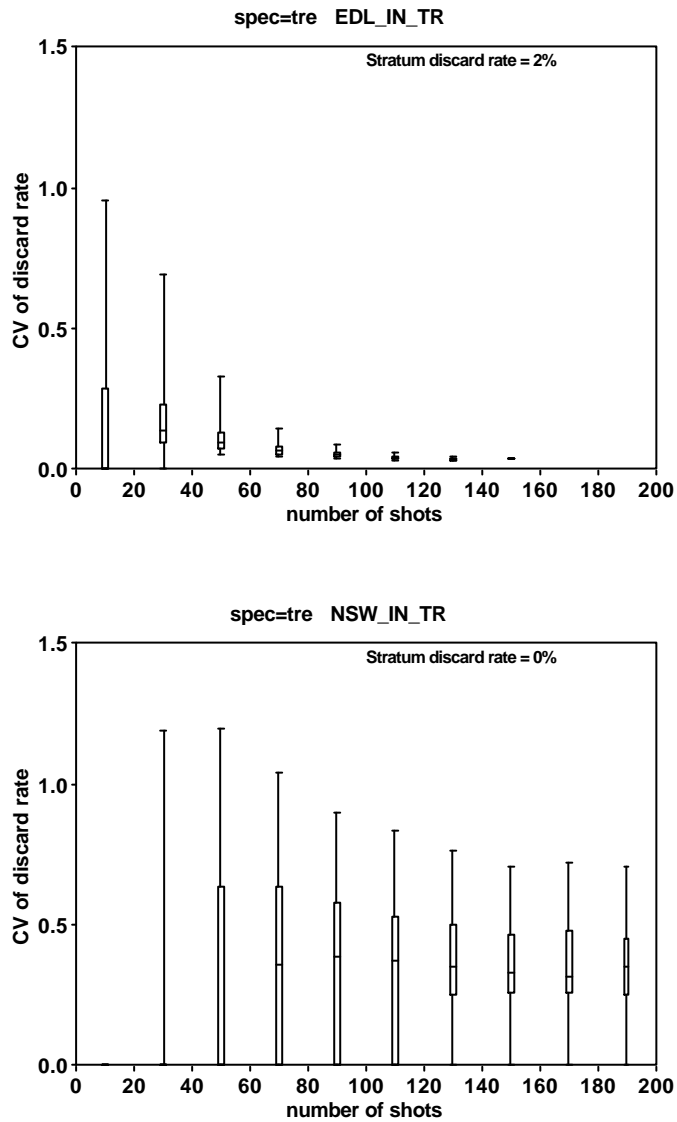 spec=tre EDL_IN_TR
Stratum discard rate = 2%
1.5
1.0
0.5
0.0
CV of discard rate
0 20 40 60 80 100 120 140 160 180 200
number of shots
spec=tre NSW_IN_TR
Stratum discard rate = 0%
1.5
1.0
0.5
0.0
CV of discard rate
0 20 40 60 80 100 120 140 160 180 200
number of shots